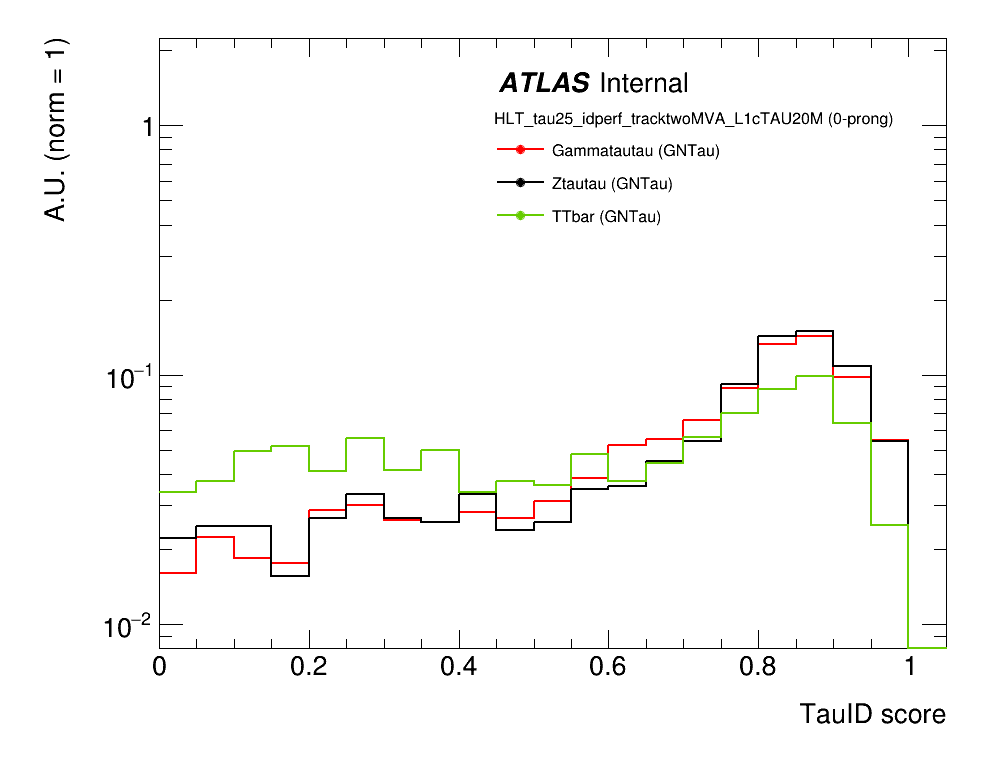 A.U. (norm = 1)
ATLAS Internal
HLT_tau25_idperf_tracktwoMVA_L1cTAU20M (0-prong)
Gammatautau (GNTau)
Ztautau (GNTau)
TTbar (GNTau)
1
10⁻¹
10⁻²
0 0.2 0.4 0.6 0.8 1
TauID score